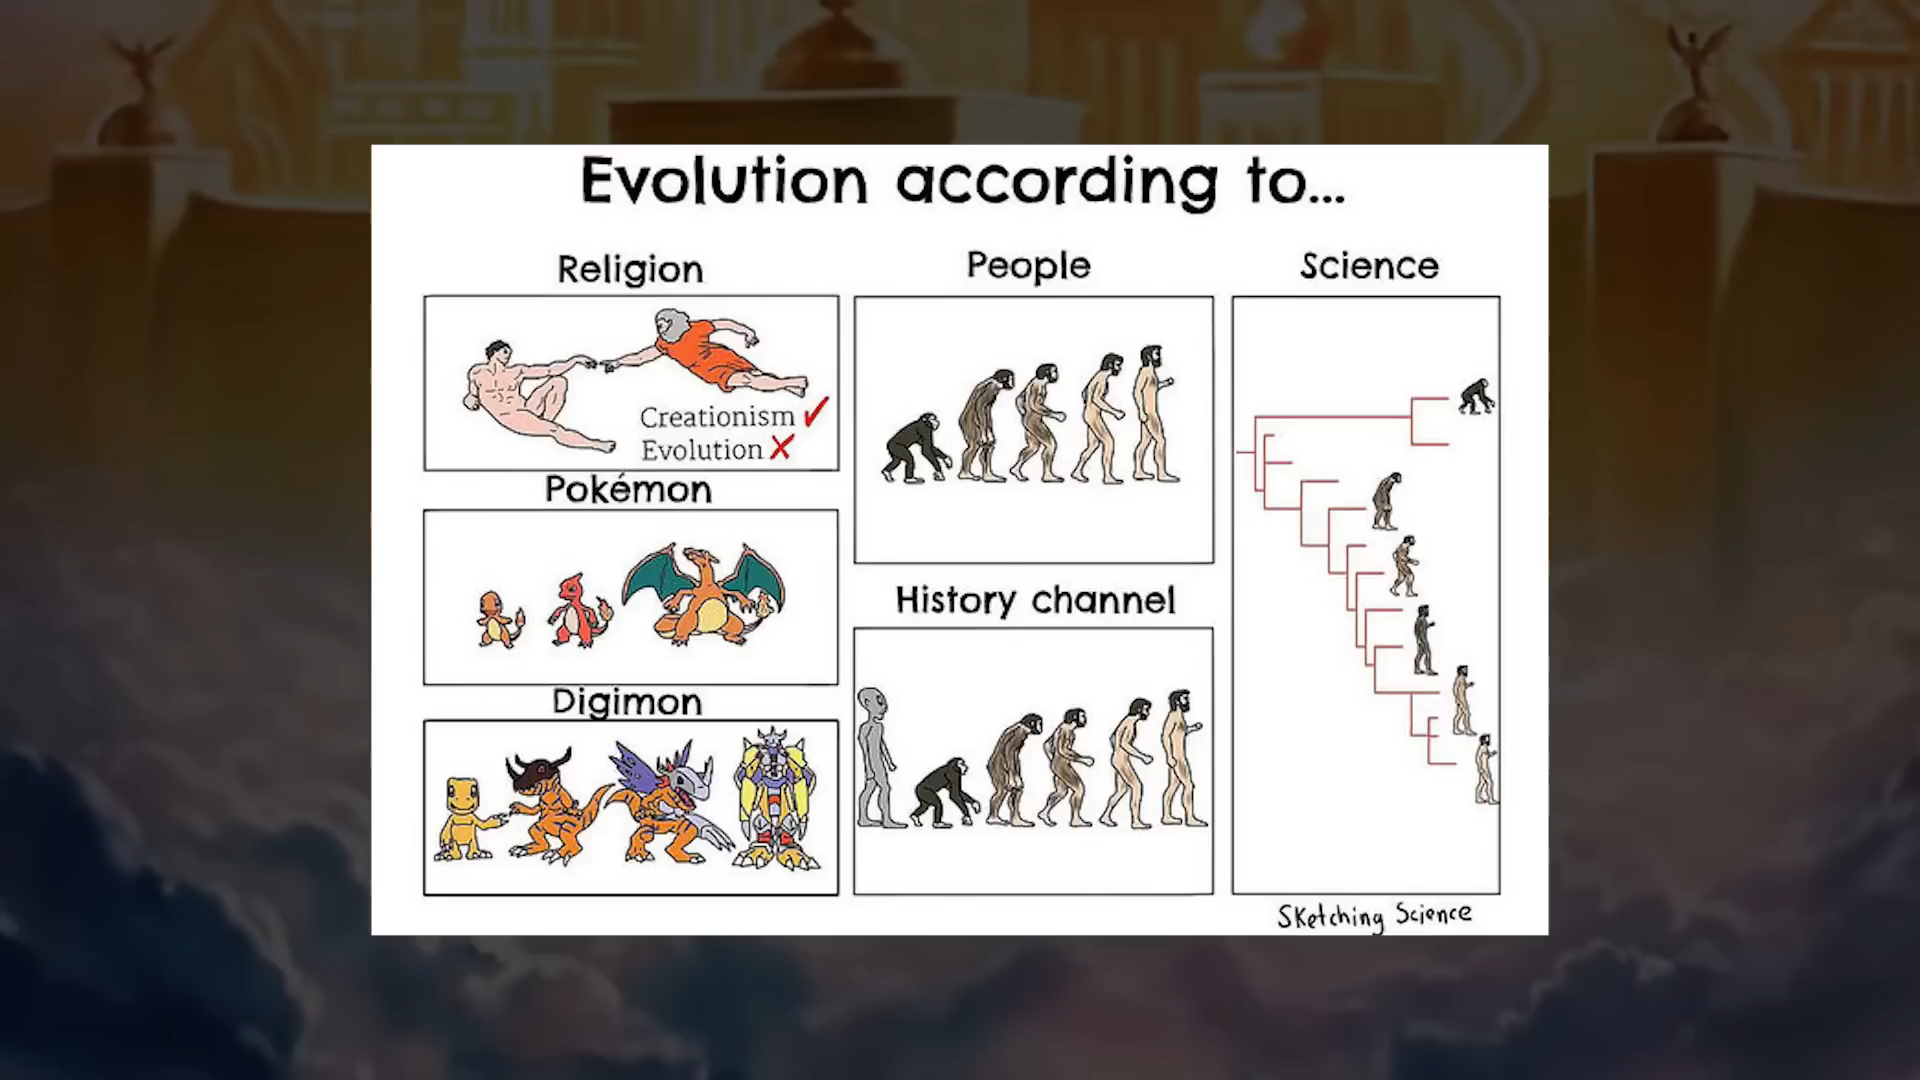 Evolution according to...
Religion
Creationism ✓
Evolution ✗
Pokémon
Digimon
People
History channel
Science
Sketching Science